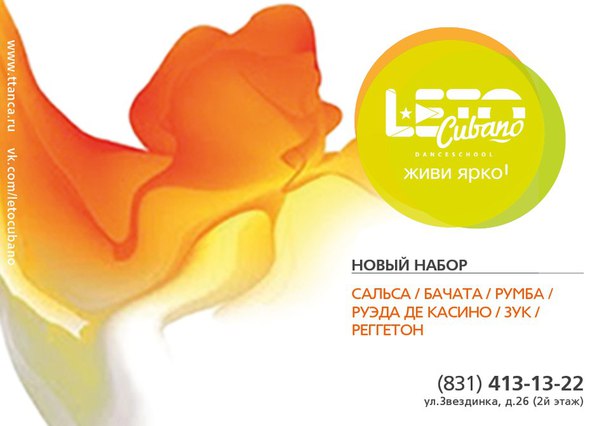 www.ttanca.ru vk.com/letocubano
LETO
Cubano
DANCESCHOOL
живи ярко!
НОВЫЙ НАБОР
САЛЬСА / БАЧАТА / РУМБА /
РУЭДА ДЕ КАСИНО / ЗУК /
РЕГГЕТОН
(831) 413-13-22
ул.Звездинка, д.26 (2й этаж)